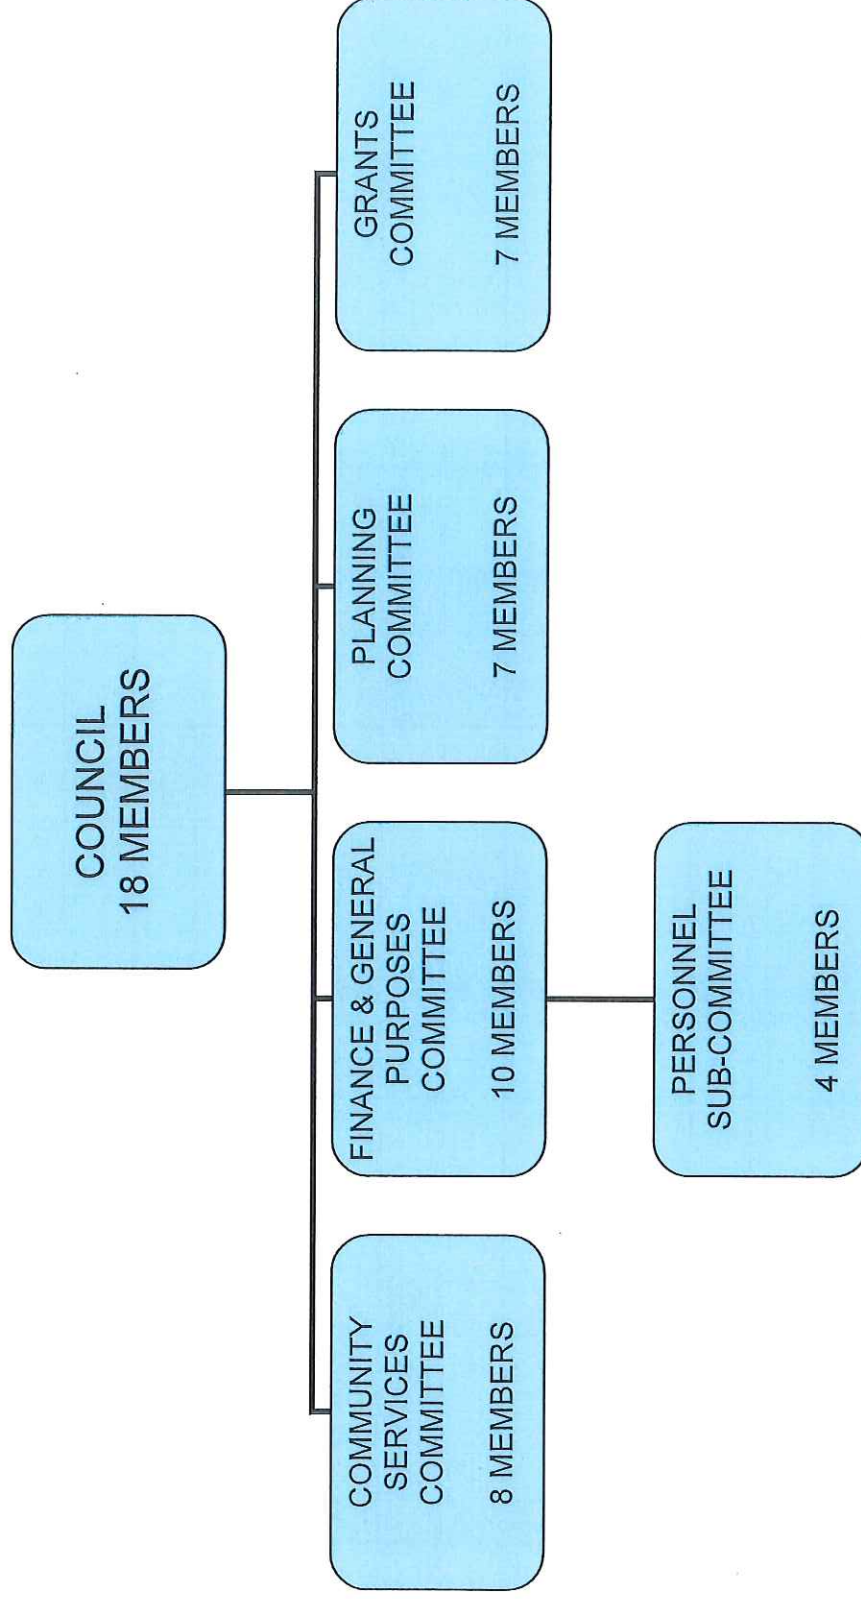 COUNCIL
18 MEMBERS
COMMUNITY
SERVICES
COMMITTEE
8 MEMBERS
FINANCE & GENERAL
PURPOSES
COMMITTEE
10 MEMBERS
PLANNING
COMMITTEE
7 MEMBERS
GRANTS
COMMITTEE
7 MEMBERS
PERSONNEL
SUB-COMMITTEE
4 MEMBERS